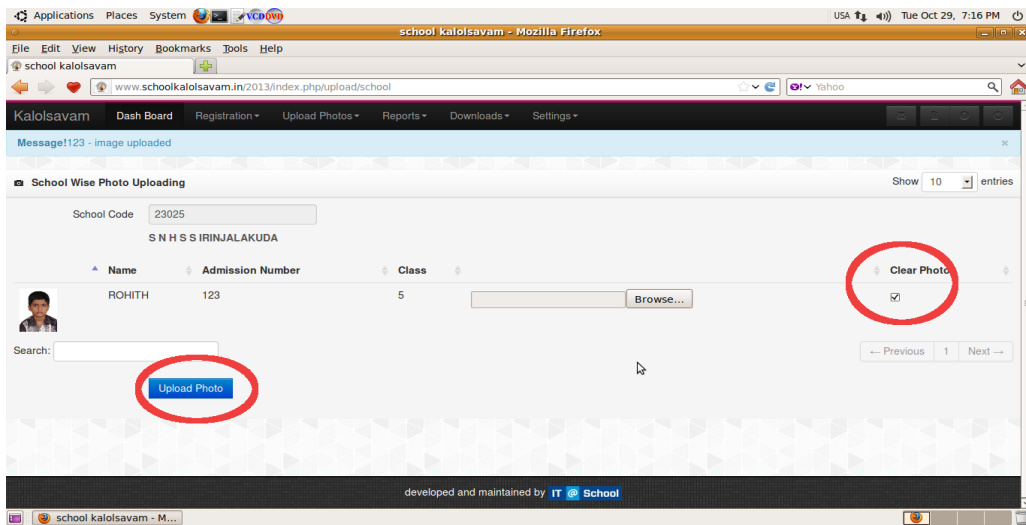 Applications Places System VCD DVD USA Tue Oct 29, 7:16 PM
school kalolsavam - Mozilla Firefox
File Edit View History Bookmarks Tools Help
school kalolsavam
www.schoolkalolsavam.in/2013/index.php/upload/school Yahoo
Kalolsavam Dash Board Registration Upload Photos Reports Downloads Settings
Message!123 - image uploaded ×
School Wise Photo Uploading Show 10 entries
School Code 23025
S N H S S IRINJALAKUDA
Name Admission Number Class Clear Photo
ROHITH 123 5 Browse...
Search: ← Previous 1 Next →
Upload Photo
developed and maintained by IT @ School
school kalolsavam - M...